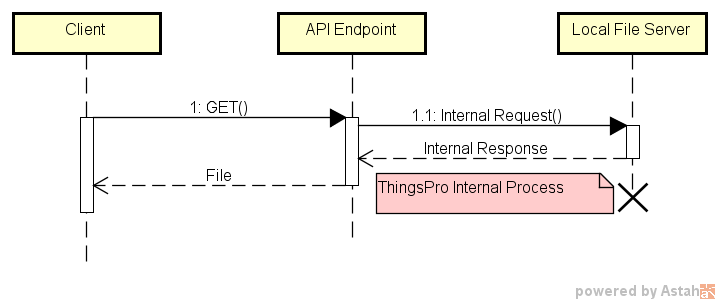 Client
API Endpoint
Local File Server
1: GET()
1.1: Internal Request()
Internal Response
File
ThingsPro Internal Process
powered by Astah